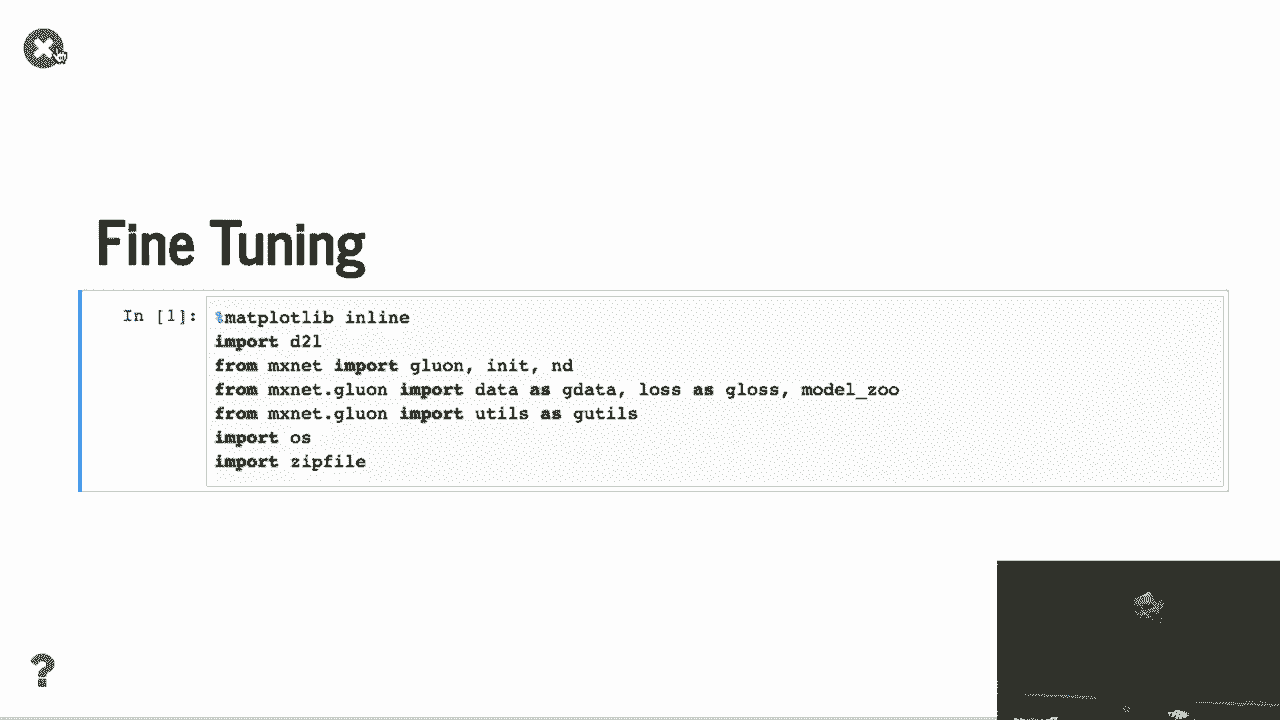 Fine Tuning
In [1]:
%matplotlib inline
import d2l
from mxnet import gluon, init, nd
from mxnet.gluon import data as gdata, loss as gloss, model_zoo
from mxnet.gluon import utils as gutils
import os
import zipfile
?